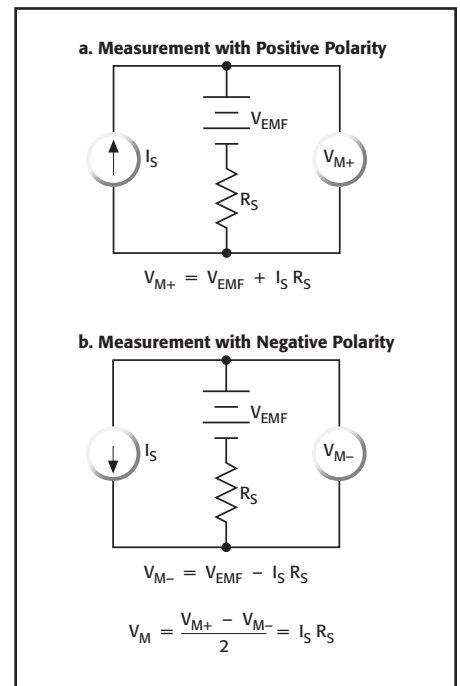 a. Measurement with Positive Polarity
V_EMF
I_S
V_M+
R_S
V_M+ = V_EMF + I_S R_S
b. Measurement with Negative Polarity
V_EMF
I_S
V_M–
R_S
V_M– = V_EMF – I_S R_S
V_M = (V_M+ – V_M–)/2 = I_S R_S